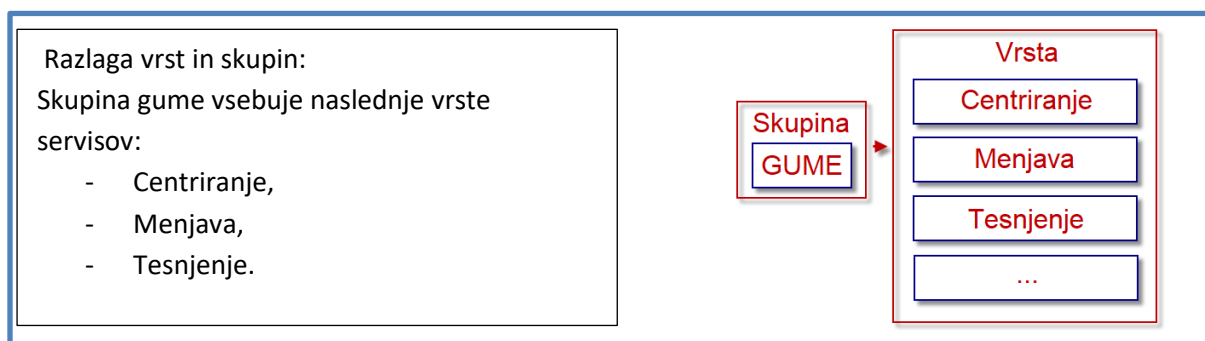 Razlaga vrst in skupin:
Skupina gume vsebuje naslednje vrste
servisov:
- Centriranje,
- Menjava,
- Tesnjenje.
Skupina
GUME
Vrsta
Centriranje
Menjava
Tesnjenje
...